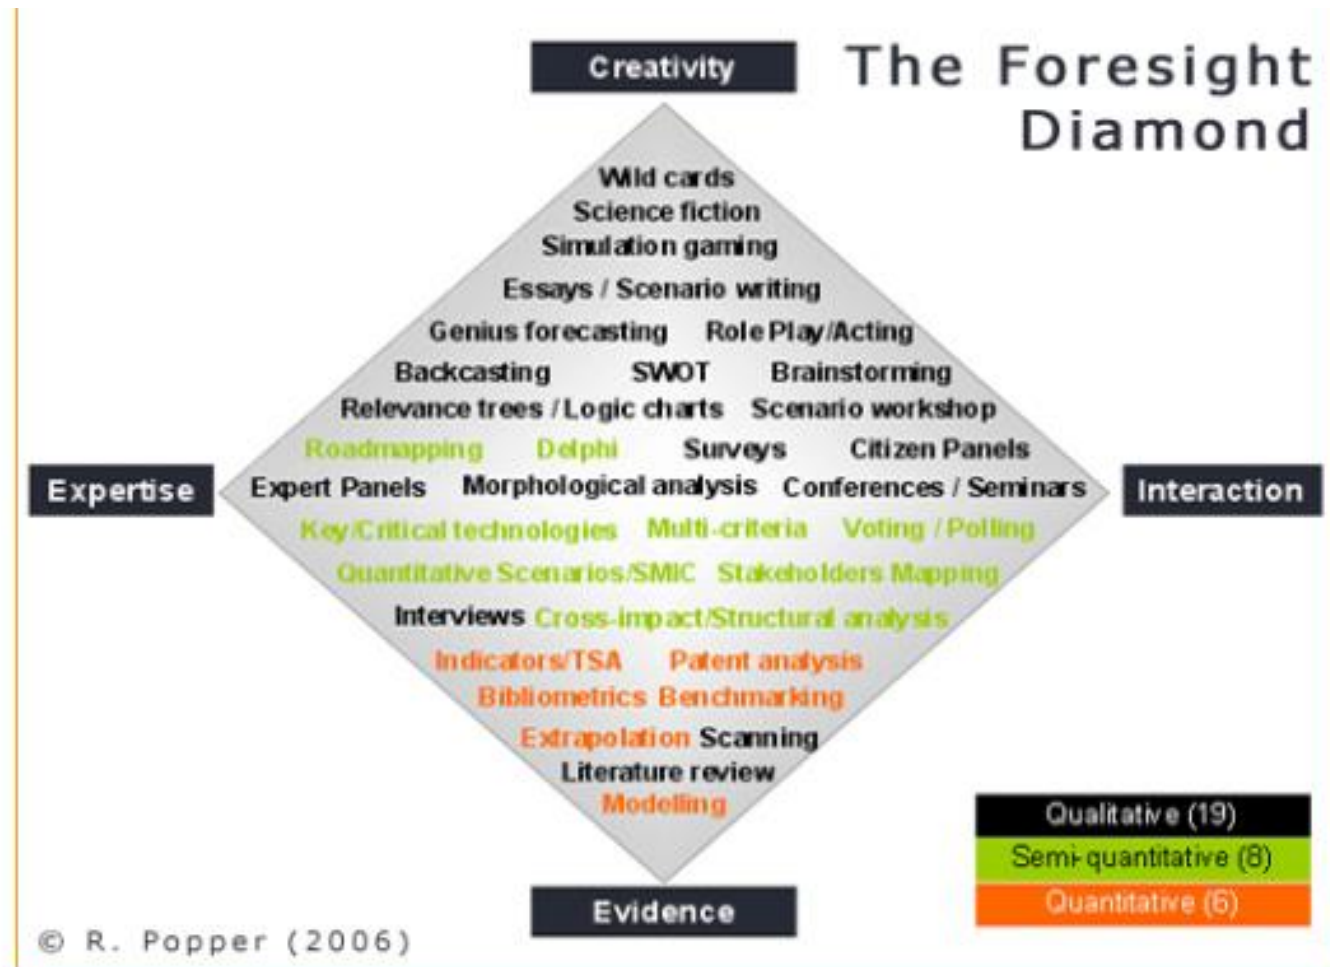 Creativity
The Foresight
Diamond
Wild cards
Science fiction
Simulation gaming
Essays / Scenario writing
Genius forecasting Role Play/Acting
Backcasting SWOT Brainstorming
Relevance trees / Logic charts Scenario workshop
Roadmapping Delphi Surveys Citizen Panels
Expertise
Expert Panels Morphological analysis Conferences / Seminars
Interaction
Key/Critical technologies Multi-criteria Voting / Polling
Quantitative Scenarios/SMIC Stakeholders Mapping
Interviews Cross-impact/Structural analysis
Indicators/TSA Patent analysis
Bibliometrics Benchmarking
Extrapolation Scanning
Literature review
Modelling
Qualitative (19)
Semi-quantitative (8)
Quantitative (6)
Evidence
© R. Popper (2006)